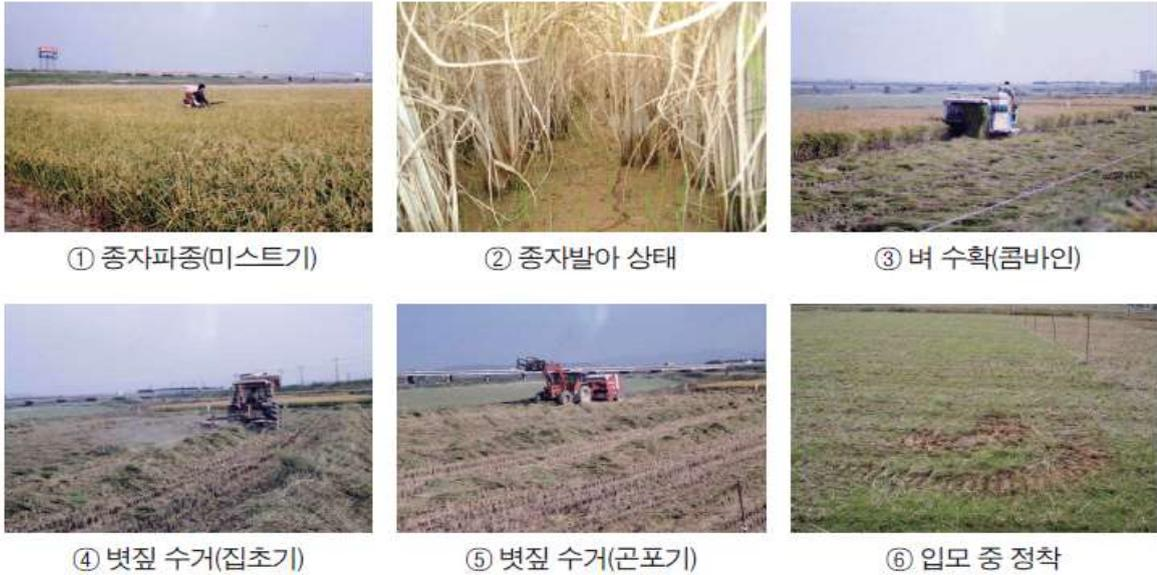 ① 종자파종(미스트기)
② 종자발아 상태
③ 벼 수확(콤바인)
④ 볏짚 수거(집초기)
⑤ 볏짚 수거(곤포기)
⑥ 입모 중 정착